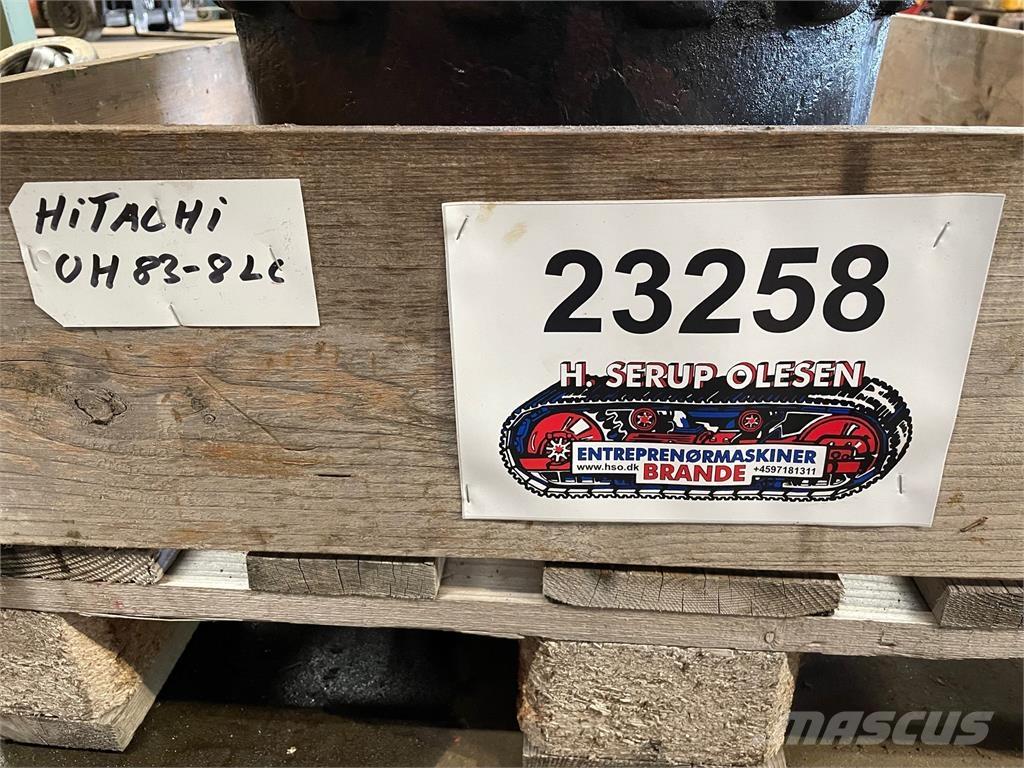 HiTACHi
UH83-8LC
23258
H. SERUP OLESEN
ENTREPRENØRMASKINER
www.hso.dk BRANDE +4597181311
MASCUS